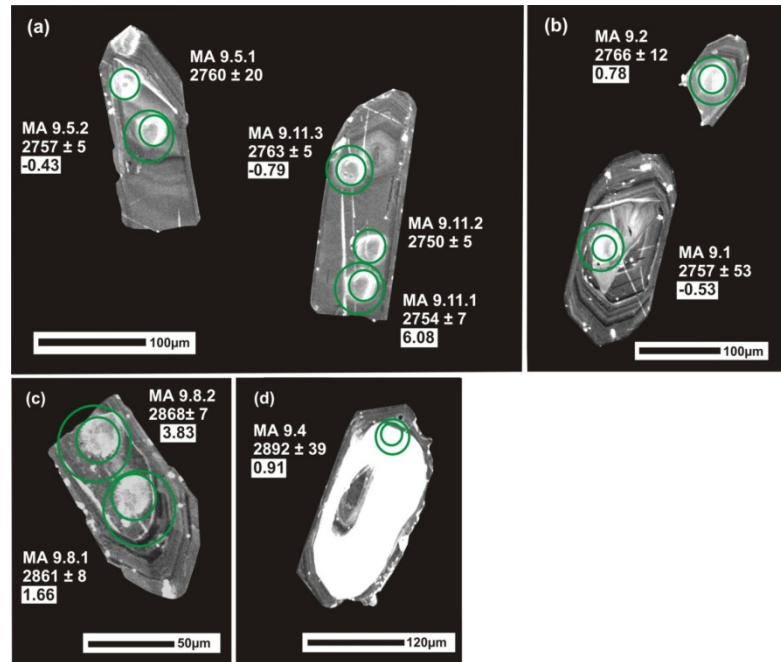 (a)
MA 9.5.1
2760 ± 20
MA 9.5.2
2757 ± 5
-0.43
MA 9.11.3
2763 ± 5
-0.79
MA 9.11.2
2750 ± 5
MA 9.11.1
2754 ± 7
6.08
100µm
(b)
MA 9.2
2766 ± 12
0.78
MA 9.1
2757 ± 53
-0.53
100µm
(c)
MA 9.8.2
2868± 7
3.83
MA 9.8.1
2861 ± 8
1.66
50µm
(d)
MA 9.4
2892 ± 39
0.91
120µm